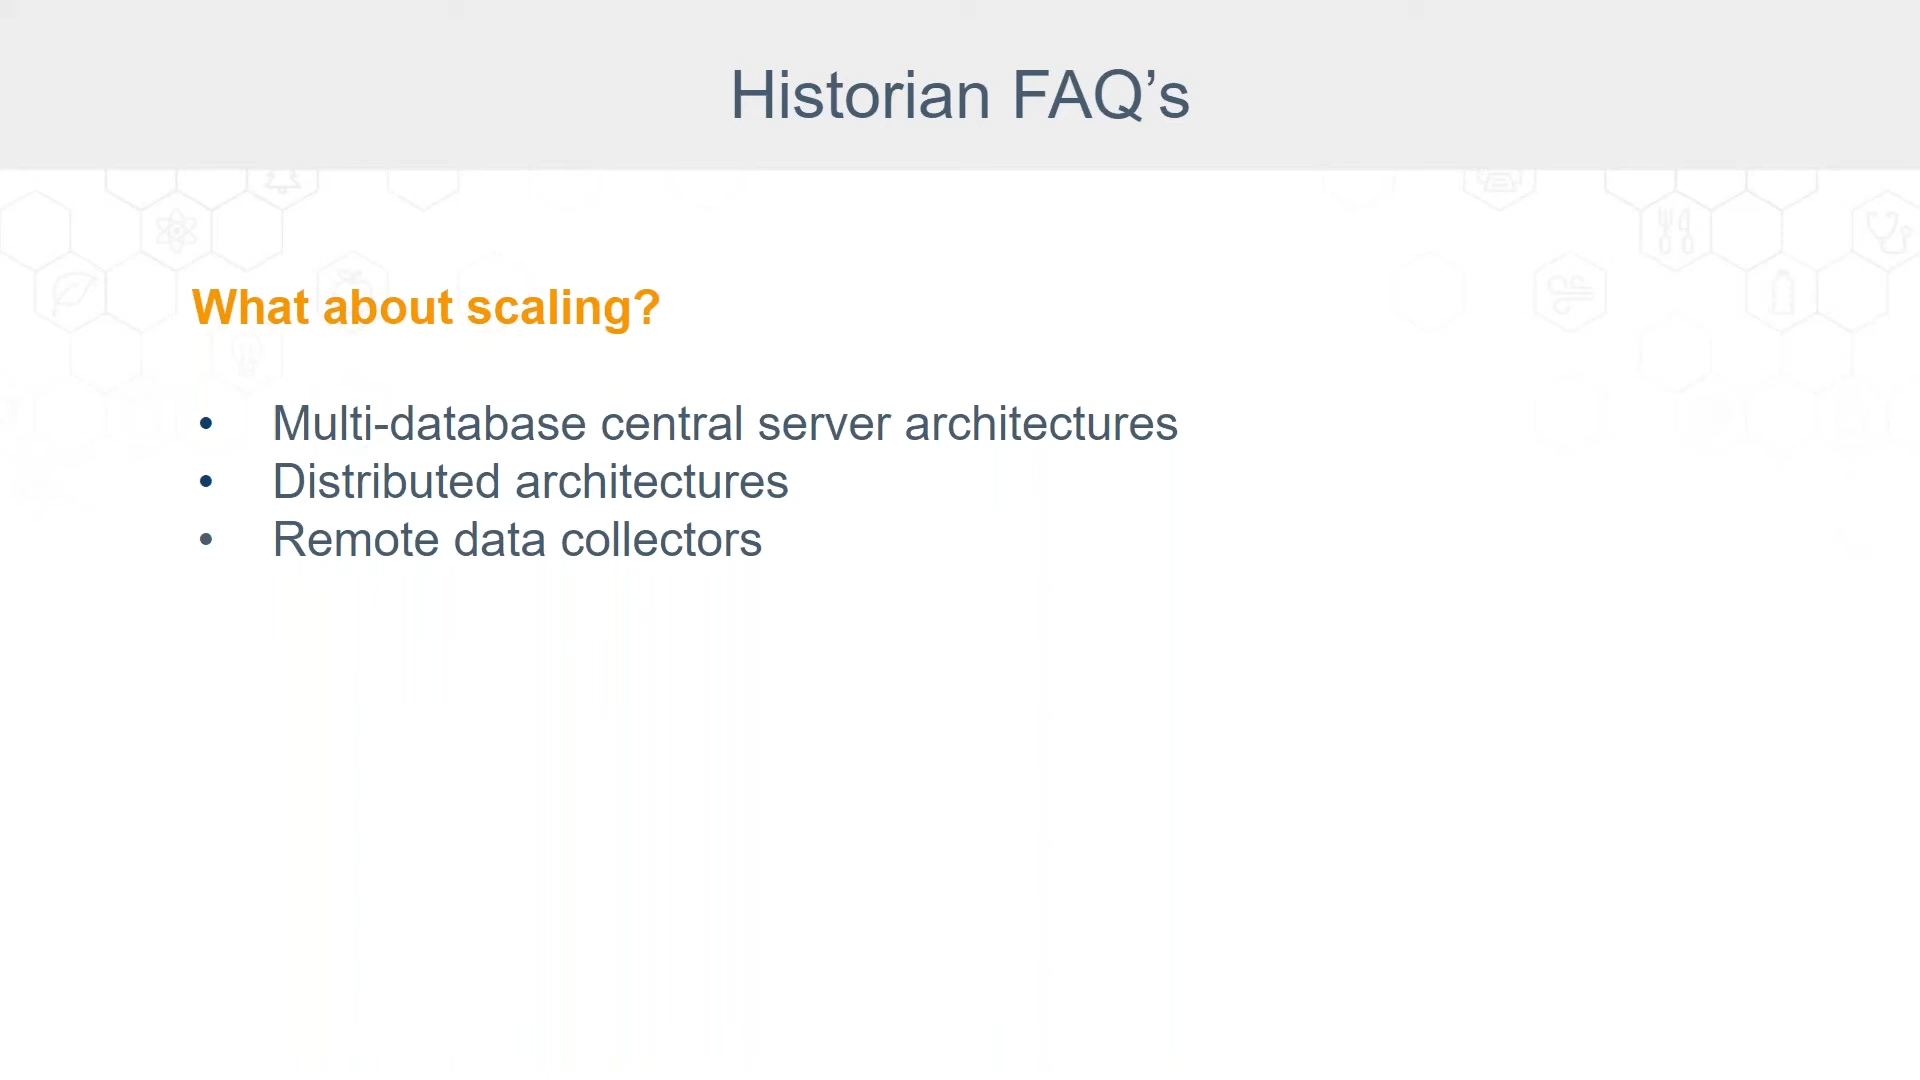 Historian FAQ’s
What about scaling?
• Multi-database central server architectures
• Distributed architectures
• Remote data collectors